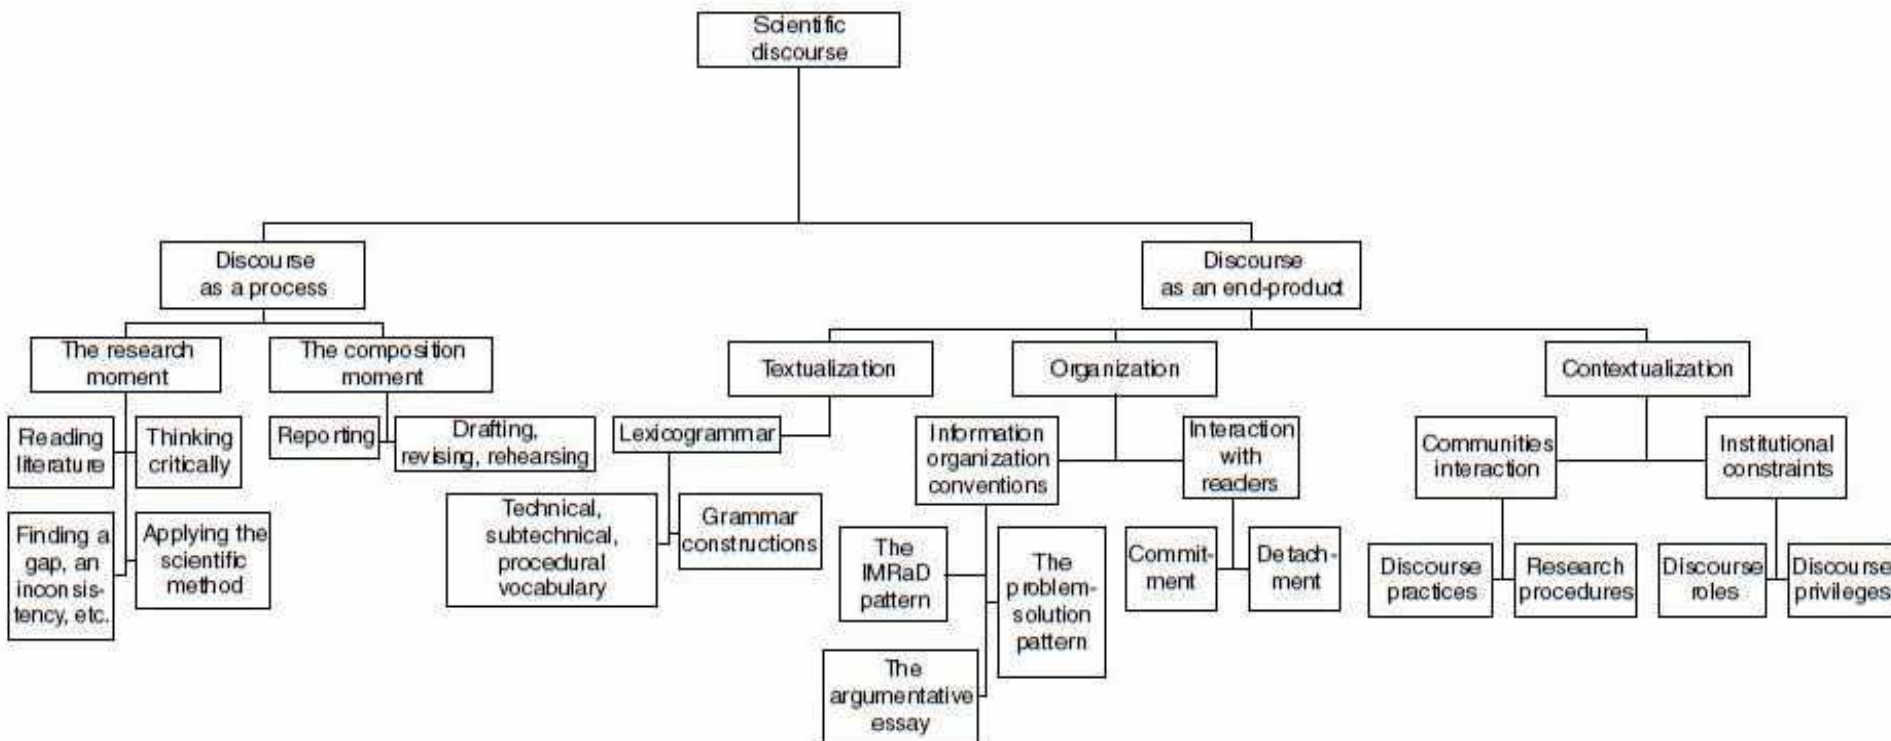 Scientific
discourse
Discourse
as a process
Discourse
as an end-product
The research
moment
The composition
moment
Textualization
Organization
Contextualization
Reading
literature
Thinking
critically
Reporting
Drafting,
revising, rehearsing
Lexicogrammar
Information
organization
conventions
Interaction
with
readers
Communities
interaction
Institutional
constraints
Finding a
gap, an
inconsis-
tency, etc.
Applying the
scientific
method
Technical,
subtechnical,
procedural
vocabulary
Grammar
constructions
The
IMRaD
pattern
The
problem-
solution
pattern
Commit-
ment
Detach-
ment
Discourse
practices
Research
procedures
Discourse
roles
Discourse
privileges
The
argumentative
essay